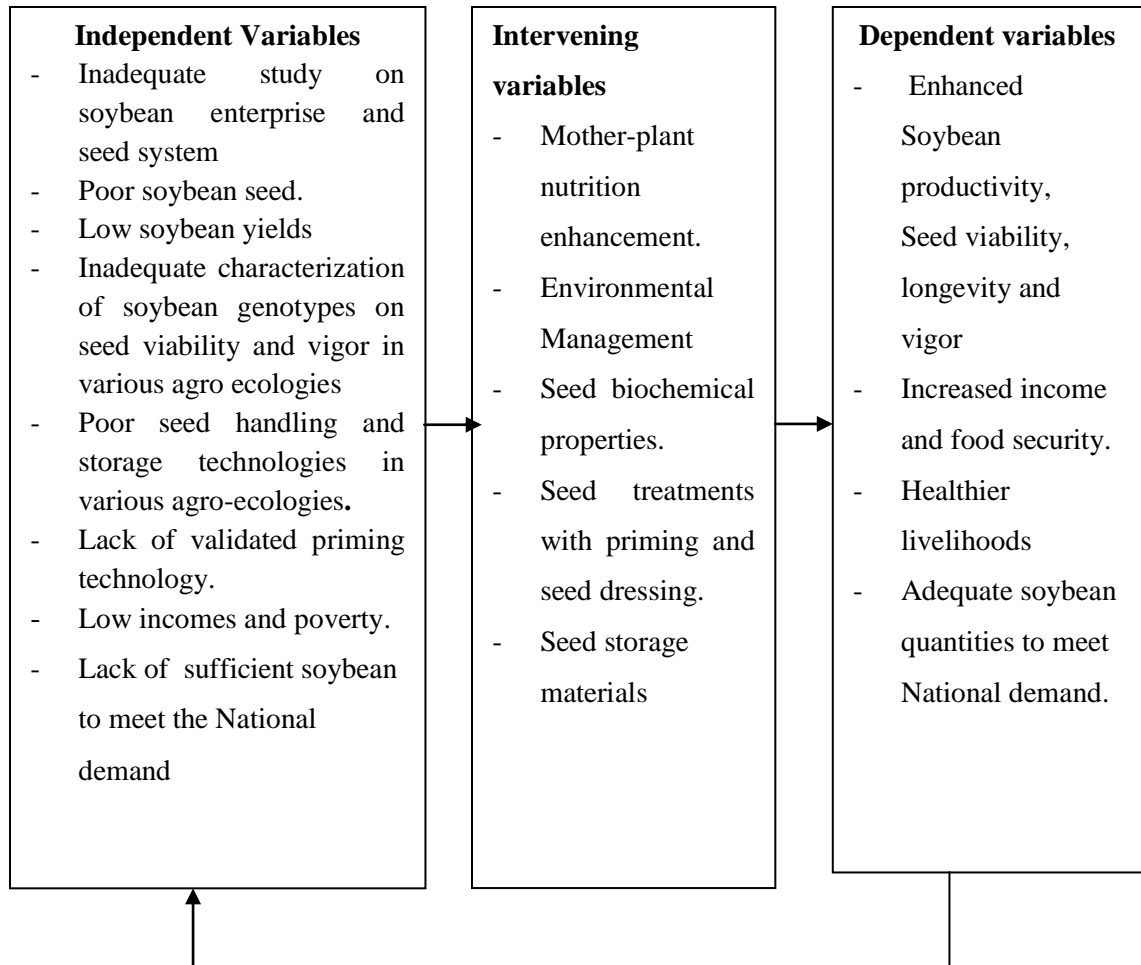 Independent Variables
- Inadequate study on
soybean enterprise and
seed system
- Poor soybean seed.
- Low soybean yields
- Inadequate characterization
of soybean genotypes on
seed viability and vigor in
various agro ecologies
- Poor seed handling and
storage technologies in
various agro-ecologies.
- Lack of validated priming
technology.
- Low incomes and poverty.
- Lack of sufficient soybean
to meet the National
demand
Intervening
variables
- Mother-plant
nutrition
enhancement.
- Environmental
Management
- Seed biochemical
properties.
- Seed treatments
with priming and
seed dressing.
- Seed storage
materials
Dependent variables
- Enhanced
Soybean
productivity,
Seed viability,
longevity and
vigor
- Increased income
and food security.
- Healthier
livelihoods
- Adequate soybean
quantities to meet
National demand.